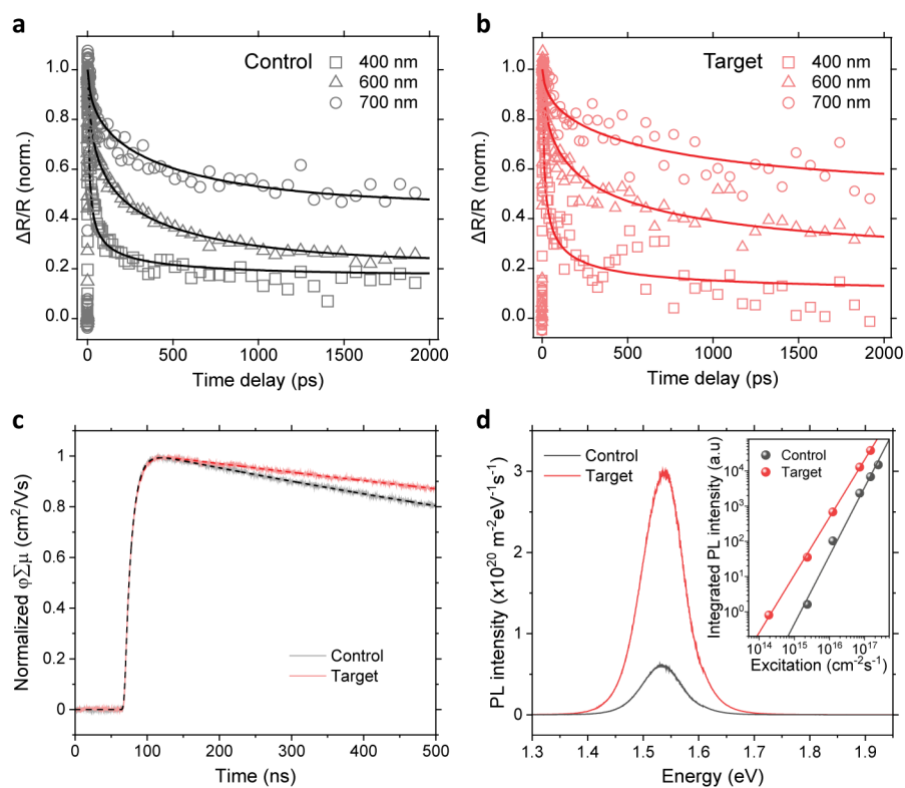 a
Control
400 nm
600 nm
700 nm
1.0
0.8
0.6
0.4
0.2
0.0
ΔR/R (norm.)
0 500 1000 1500 2000
Time delay (ps)
b
Target
400 nm
600 nm
700 nm
1.0
0.8
0.6
0.4
0.2
0.0
ΔR/R (norm.)
0 500 1000 1500 2000
Time delay (ps)
c
1
0.8
0.6
0.4
0.2
0
Normalized φΣμ (cm²/Vs)
Control
Target
0 100 200 300 400 500
Time (ns)
d
Control
Target
3
2
1
0
PL intensity (x10²⁰ m⁻²eV⁻¹s⁻¹)
1.3 1.4 1.5 1.6 1.7 1.8 1.9
Energy (eV)
Control
Target
10⁴
10³
10²
10¹
10⁰
Integrated PL intensity (a.u)
10¹⁴ 10¹⁵ 10¹⁶ 10¹⁷
Excitation (cm⁻²s⁻¹)